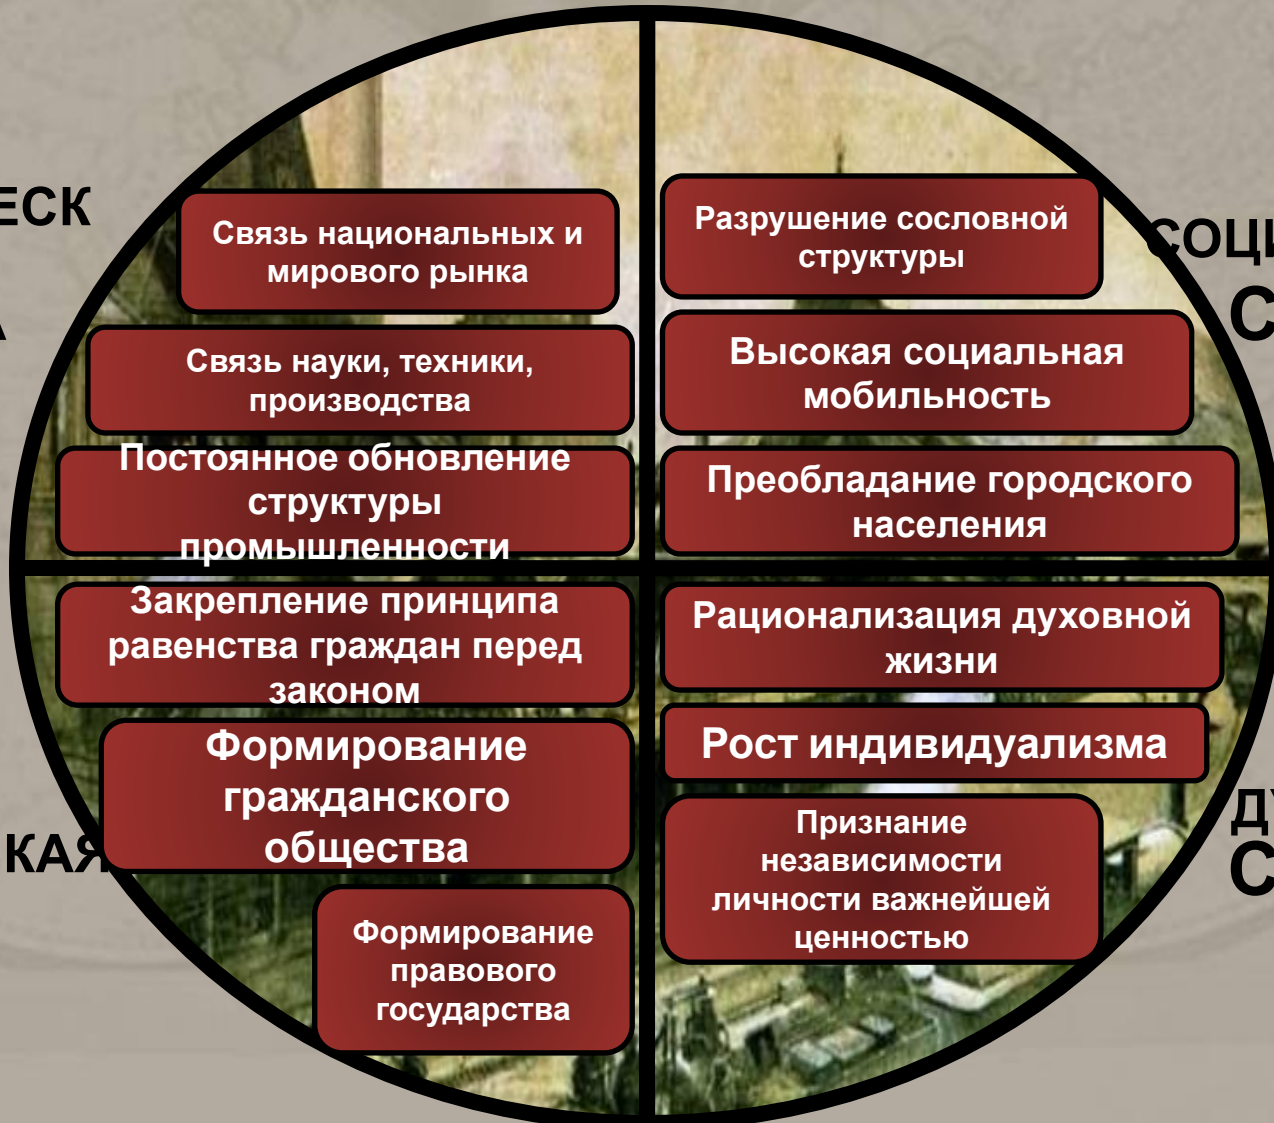 ЕСК
А
Связь национальных и
мирового рынка
Связь науки, техники,
производства
Постоянное обновление
структуры
промышленности
Разрушение сословной
структуры
Высокая социальная
мобильность
Преобладание городского
населения
СОЦИ
С
Закрепление принципа
равенства граждан перед
законом
Формирование
гражданского
общества
Формирование
правового
государства
КАЯ
Рационализация духовной
жизни
Рост индивидуализма
Признание
независимости
личности важнейшей
ценностью
ДУ
С